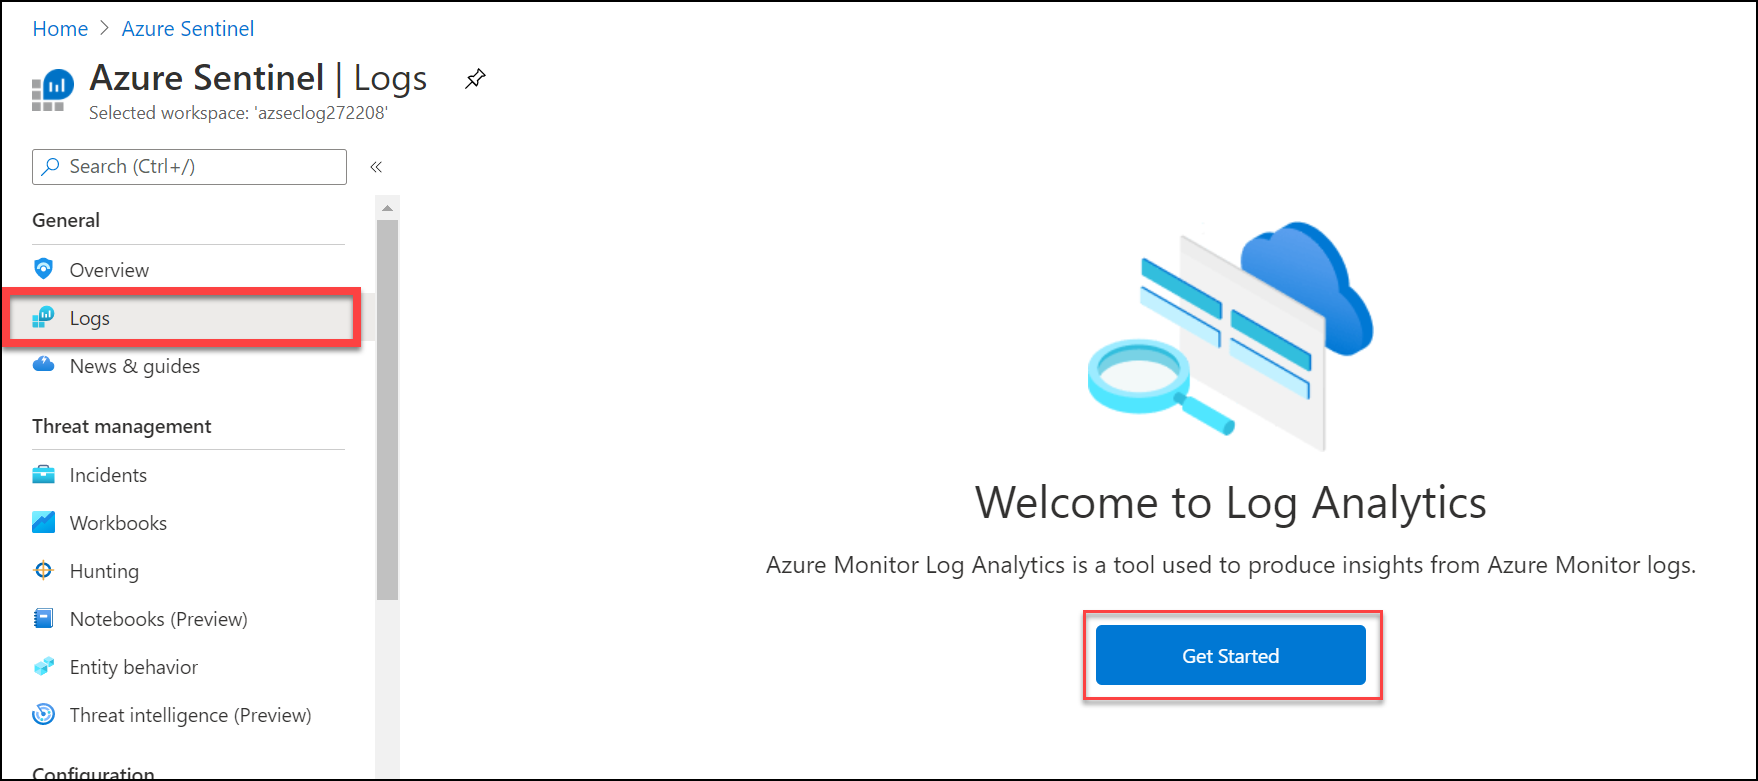 Home > Azure Sentinel
Azure Sentinel | Logs
Selected workspace: 'azseclog272208'
Search (Ctrl+/)
«
General
Overview
Logs
News & guides
Threat management
Incidents
Workbooks
Hunting
Notebooks (Preview)
Entity behavior
Threat intelligence (Preview)
Configuration
Welcome to Log Analytics
Azure Monitor Log Analytics is a tool used to produce insights from Azure Monitor logs.
Get Started